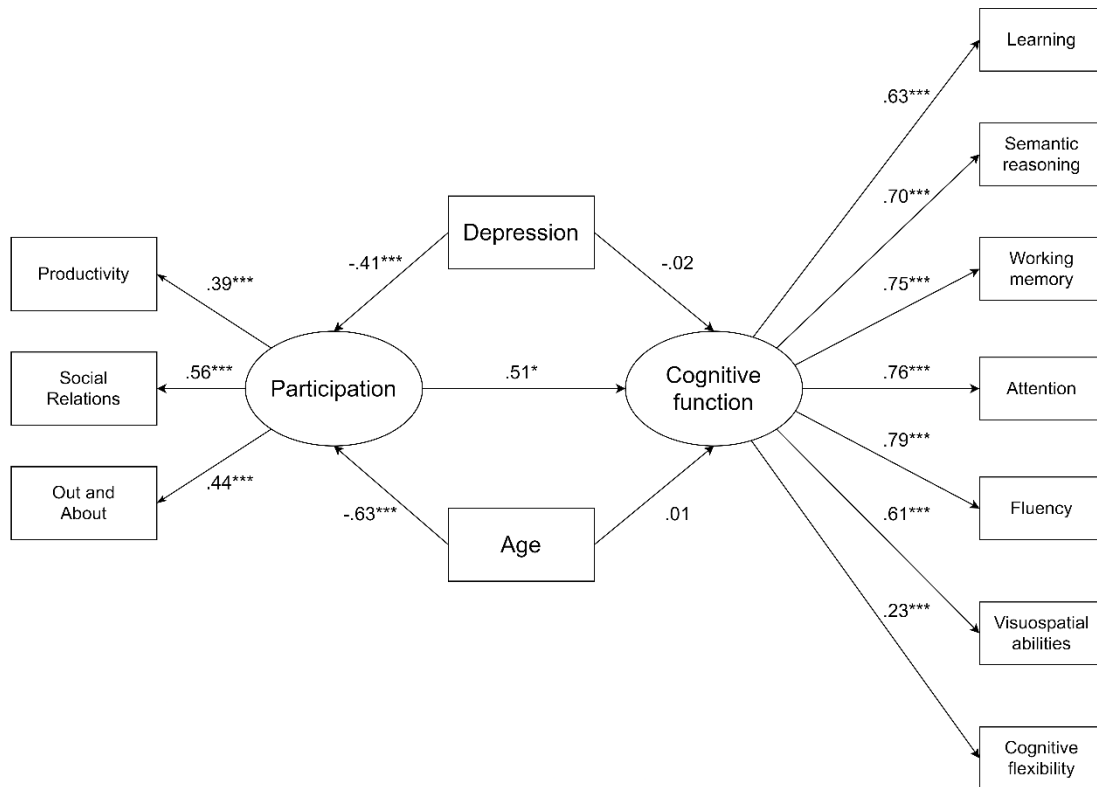 Learning
.63***
Semantic
reasoning
.70***
Depression
Productivity
.39***
-.41***
-.02
Working
memory
.75***
Social
Relations
.56***
Participation
.51*
Cognitive
function
.76***
Attention
.79***
Out and
About
.44***
-.63***
Age
.01
Fluency
.61***
Visuospatial
abilities
.23***
Cognitive
flexibility